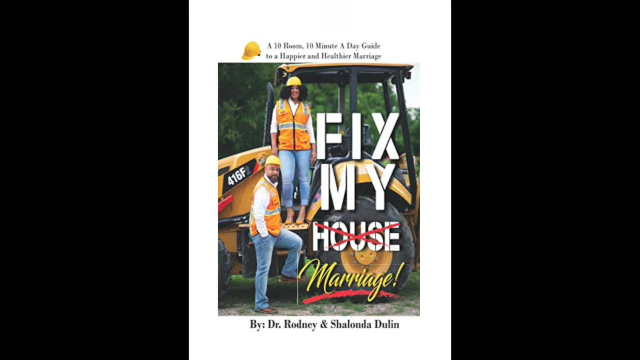 A 10 Room, 10 Minute A Day Guide
to a Happier and Healthier Marriage
FIX
MY
HOUSE
Marriage!
416F
By: Dr. Rodney & Shalonda Dulin